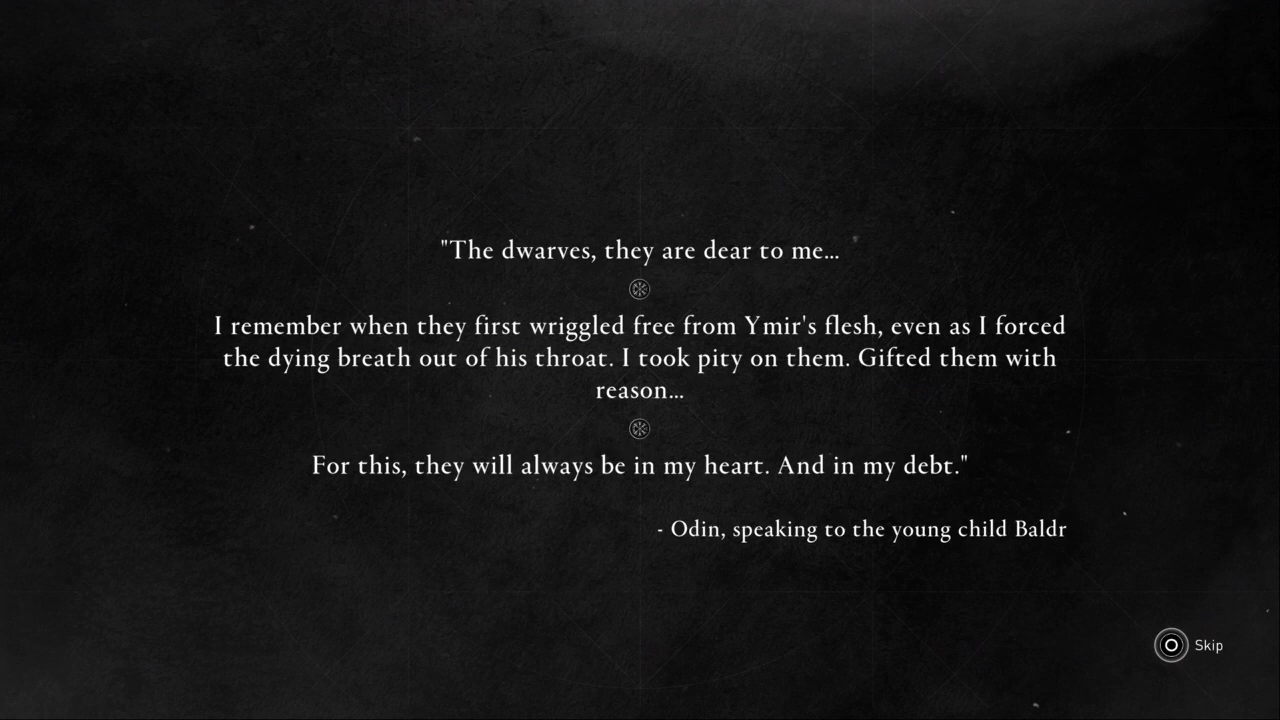 "The dwarves, they are dear to me...
I remember when they first wriggled free from Ymir's flesh, even as I forced
the dying breath out of his throat. I took pity on them. Gifted them with
reason...
For this, they will always be in my heart. And in my debt."
- Odin, speaking to the young child Baldr
Skip